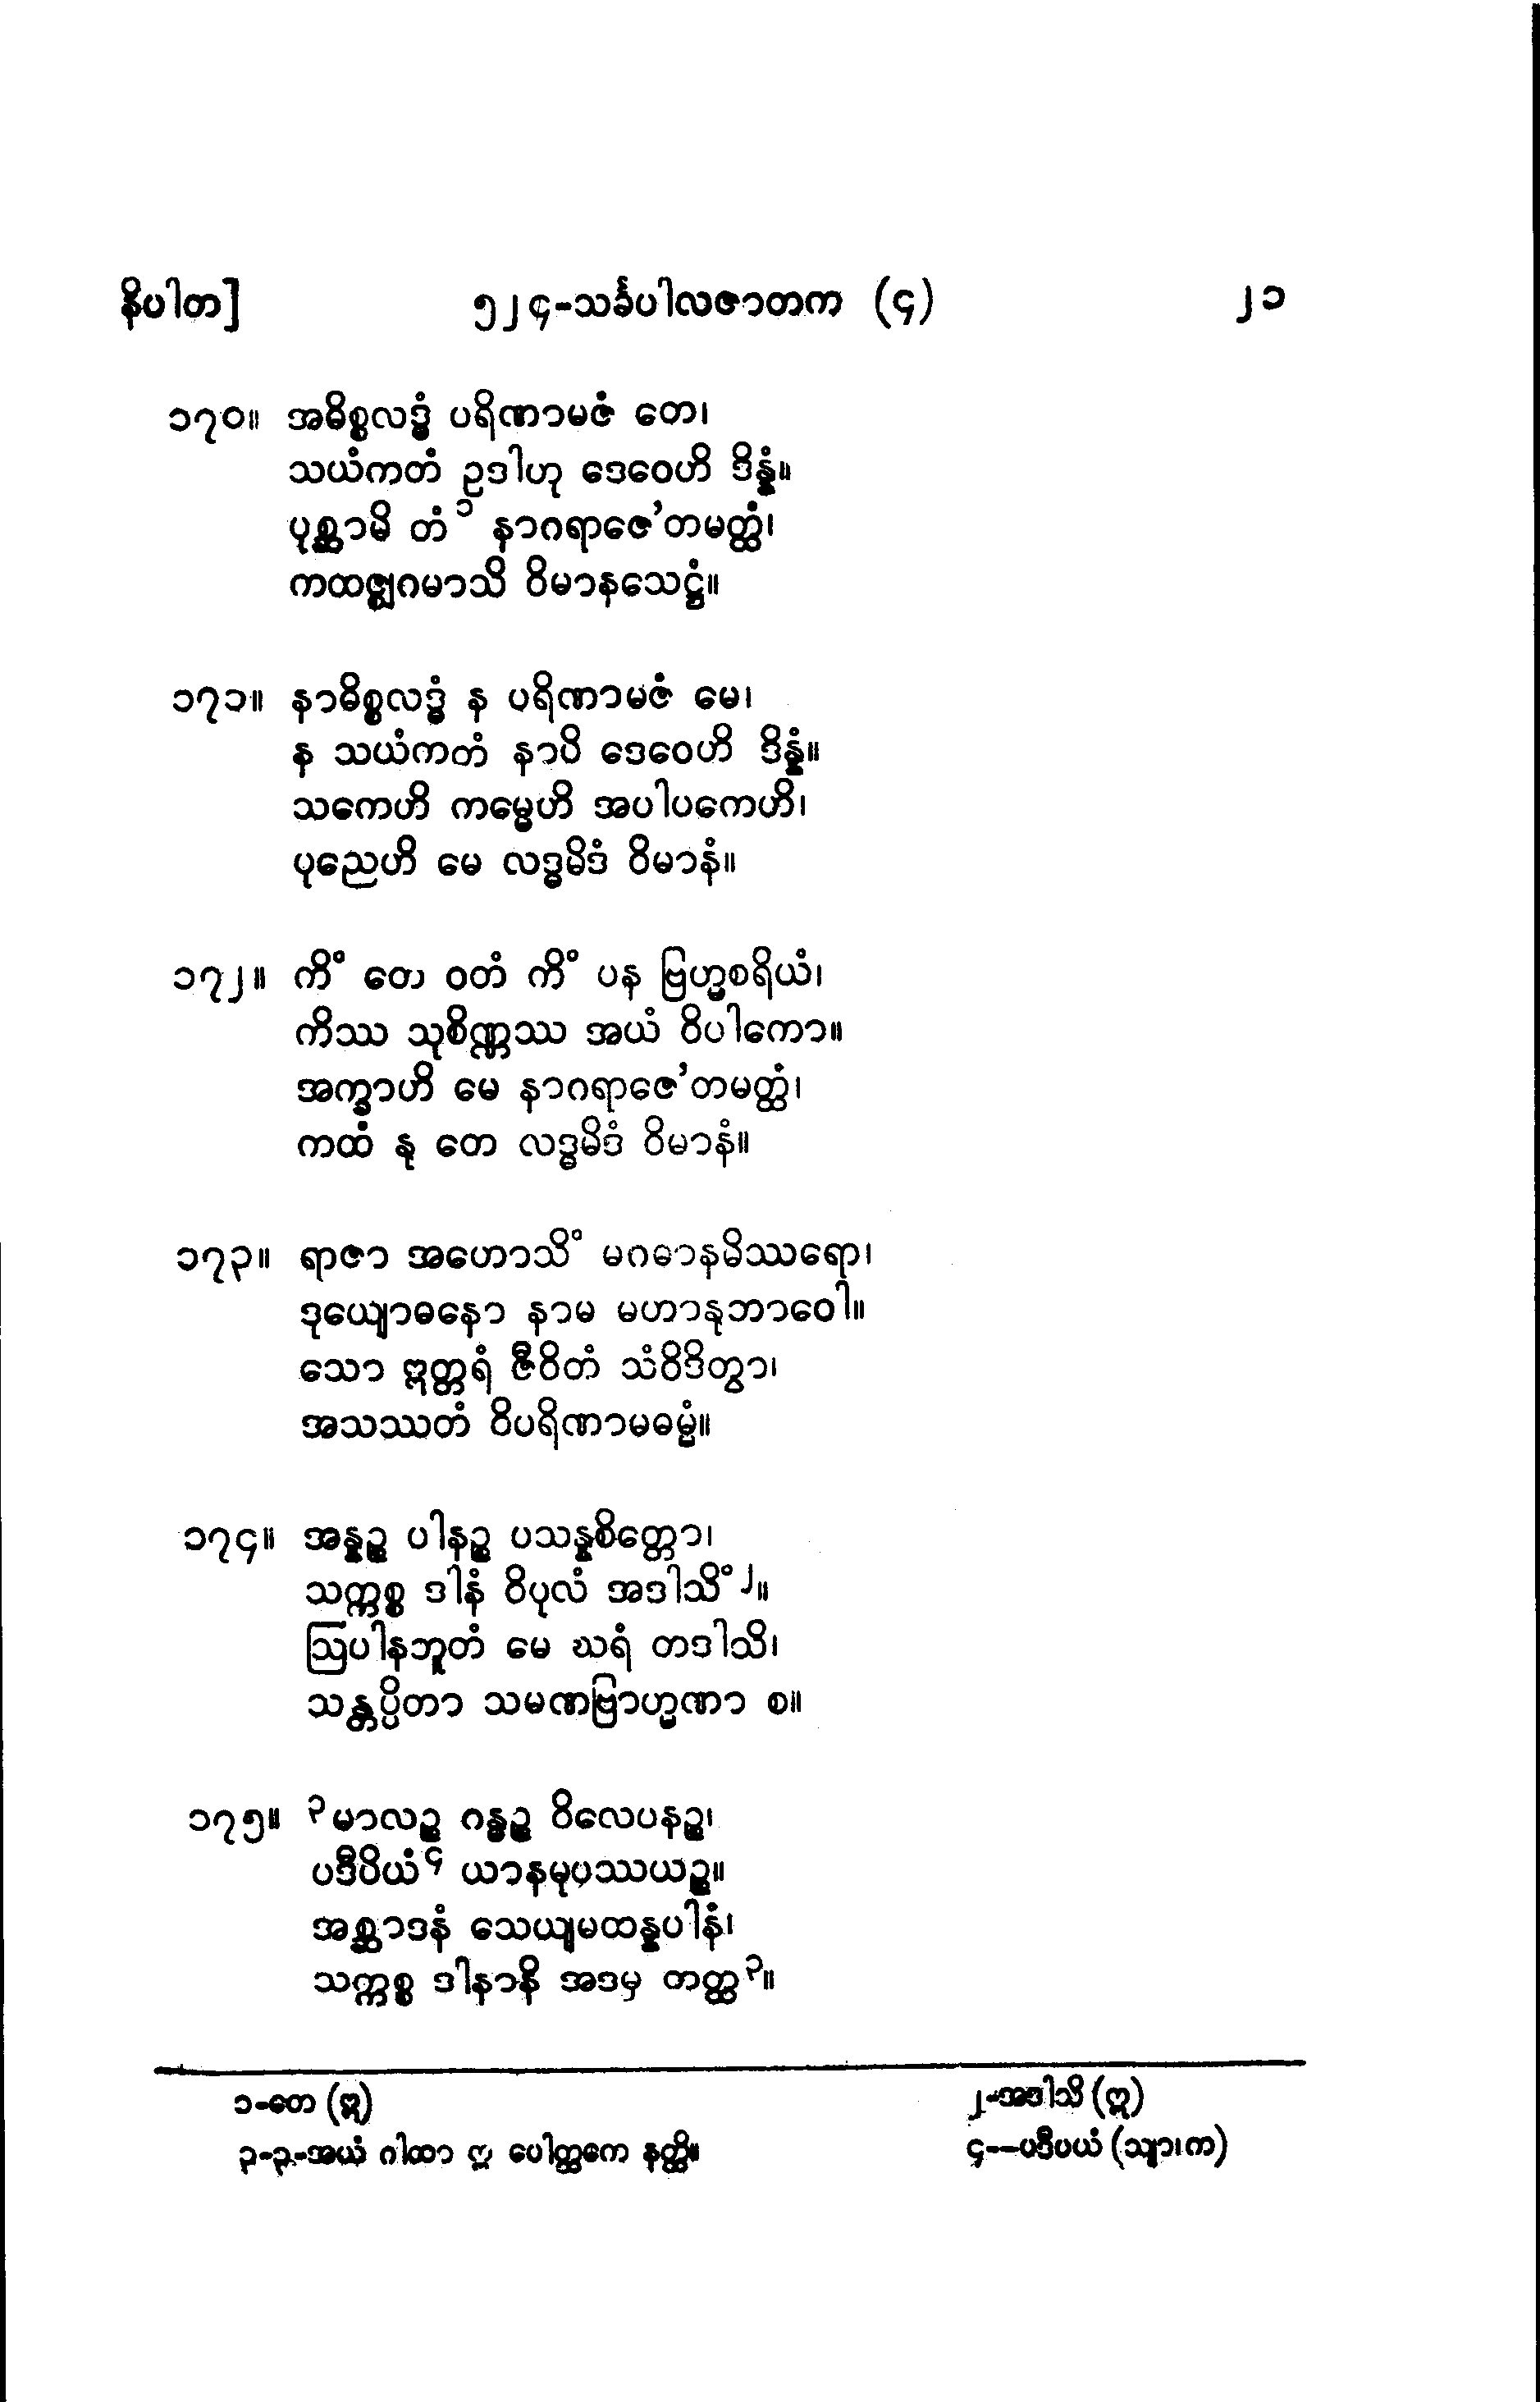 နိပါတ] ၅၂၄-သင်္ခပါလဇာတက (၄) ၂၁
၁၇၀။ အဓိစ္စလဒ္ဓံ ပရိဏာမဇံ တေ၊
သယံကတံ ဥဒါဟု ဒေဝေဟိ ဒိန္နံ။
ပုစ္ဆာမိ တံ၁ နာဂရာဇေ'တမတ္ထံ၊
ကထဇ္ဈဂမာသိ ဝိမာနသေဋ္ဌံ။
၁၇၁။ နာဓိစ္စလဒ္ဓံ န ပရိဏာမဇံ မေ၊
န သယံကတံ နာပိ ဒေဝေဟိ ဒိန္နံ။
သကေဟိ ကမ္မေဟိ အပါပကေဟိ၊
ပုညေဟိ မေ လဒ္ဓမိဒံ ဝိမာနံ။
၁၇၂။ ကိံ တေ ဝတံ ကိံ ပန ဗြဟ္မစရိယံ၊
ကိဿ သုစိဏ္ဏဿ အယံ ဝိပါကော။
အက္ခာဟိ မေ နာဂရာဇေ'တမတ္ထံ၊
ကထံ နု တေ လဒ္ဓမိဒံ ဝိမာနံ။
၁၇၃။ ရာဇာ အဟောသိံ မဂဓာနမိဿရော၊
ဒုယျောဓနော နာမ မဟာနုဘာဝေါ။
သော ဣတ္တရံ ဇီဝိတံ သံဝိဒိတွာ၊
အသဿတံ ဝိပရိဏာမဓမ္မံ။
၁၇၄။ အန္နဉ္စ ပါနဉ္စ ပသန္နစိတ္တော၊
သက္ကစ္စ ဒါနံ ဝိပုလံ အဒါသိံ၂။
ဩပါနဘူတံ မေ ဃရံ တဒါသိ၊
သန္တပ္ပိတာ သမဏဗြာဟ္မဏာ စ။
၁၇၅။ ၃မာလဉ္စ ဂန္ဓဉ္စ ဝိလေပနဉ္စ၊
ပဒီပိယံ၄ ယာနမုပဿယဉ္စ။
အစ္ဆာဒနံ သေယျမထန္နပါနံ၊
သက္ကစ္စ ဒါနာနိ အဒမှ တတ္ထ၃။
၁-တေ (ဣ) ၂-အဒါသိ (ဣ)
၃-၃-အယံ ဂါထာ ဣ ပေါတ္ထကေ နတ္ထိ။ ၄--ပဒီပယံ (သျာ၊က)